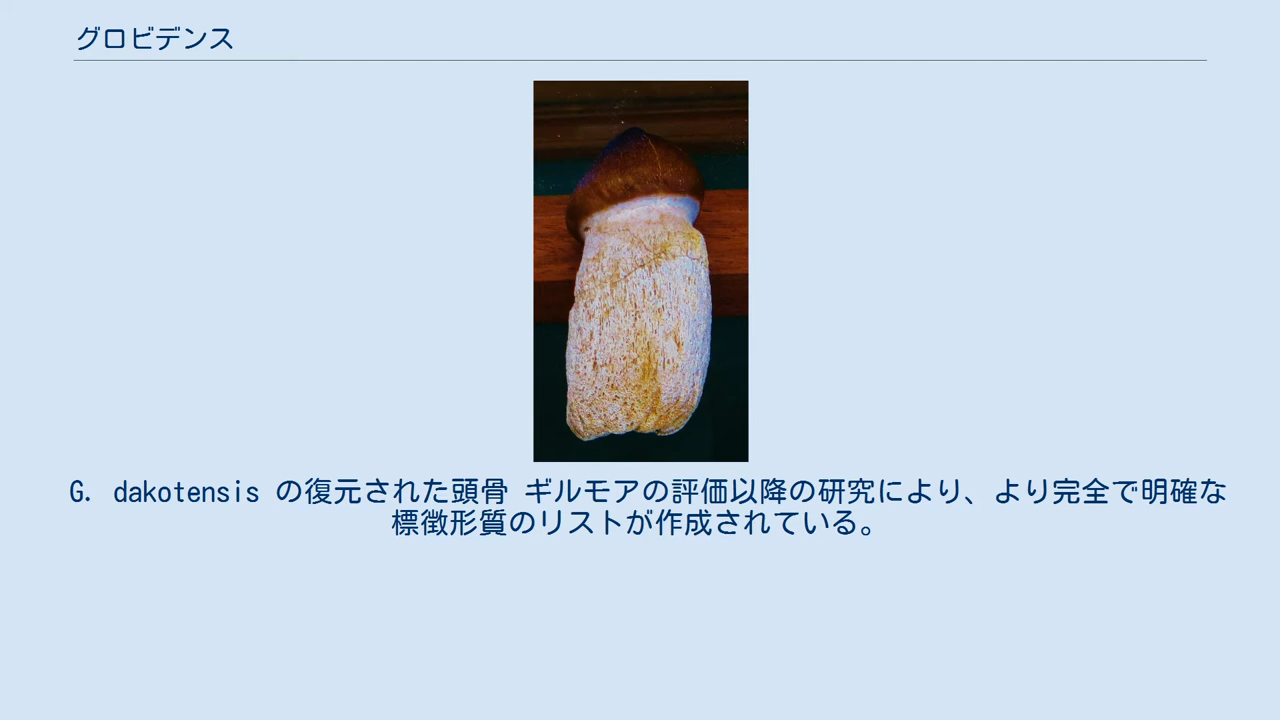 グロビデンス
G. dakotensis の復元された頭骨 ギルモアの評価以降の研究により、より完全で明確な
標徴形質のリストが作成されている。